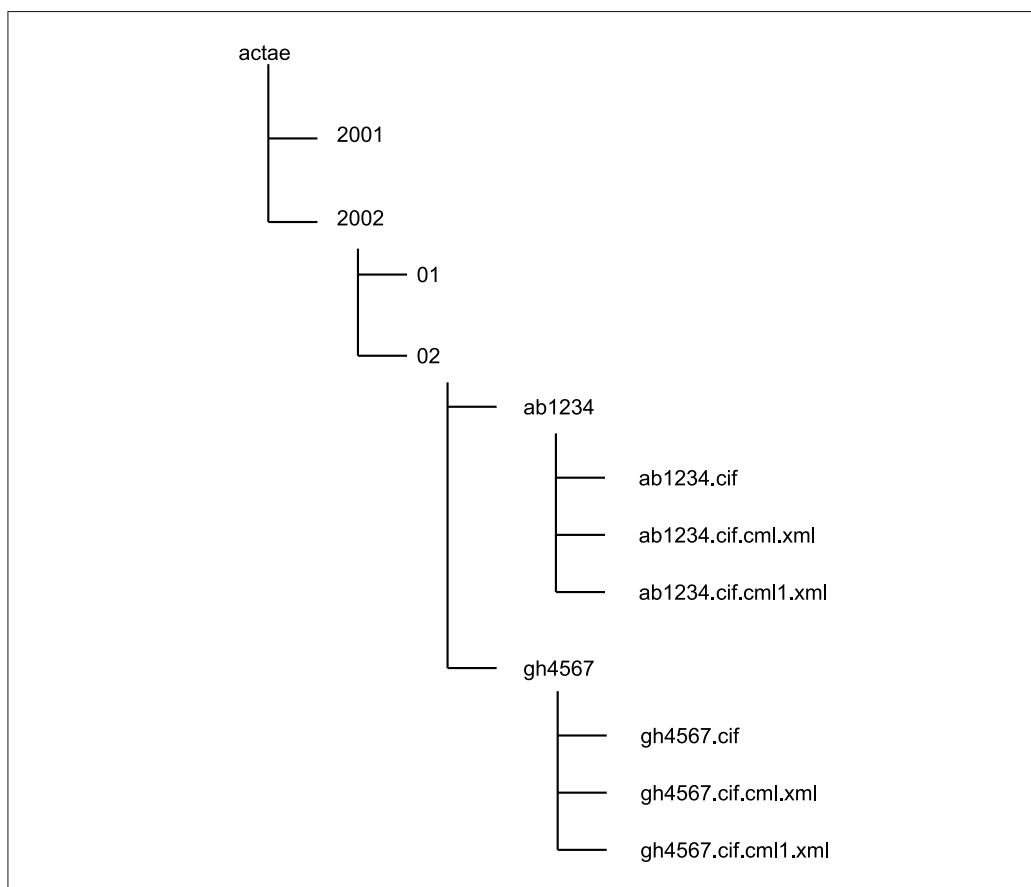 actae
2001
2002
01
02
ab1234
ab1234.cif
ab1234.cif.cml.xml
ab1234.cif.cml1.xml
gh4567
gh4567.cif
gh4567.cif.cml.xml
gh4567.cif.cml1.xml